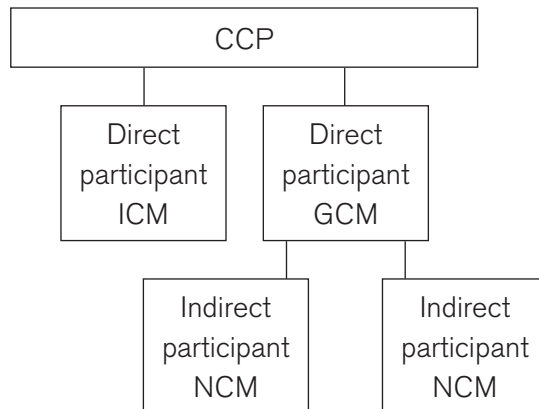 CCP
Direct
participant
ICM
Direct
participant
GCM
Indirect
participant
NCM
Indirect
participant
NCM